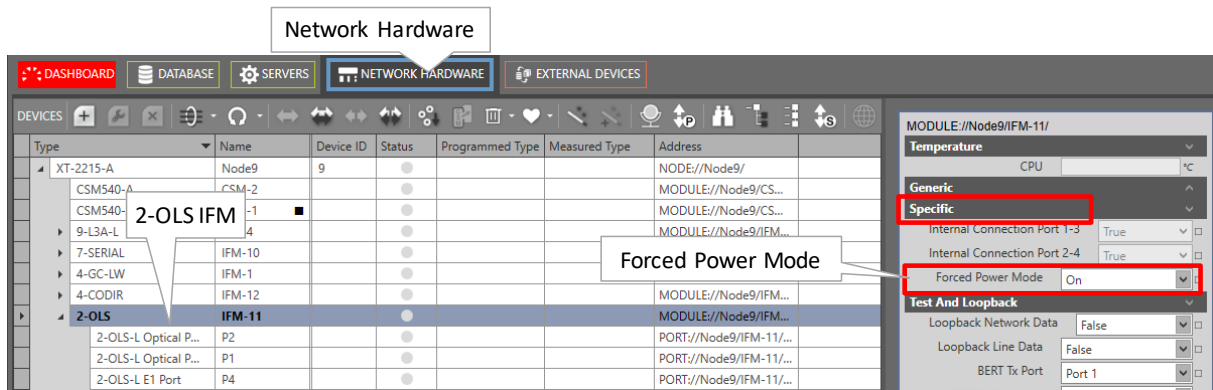 Network Hardware
DASHBOARD DATABASE SERVERS NETWORK HARDWARE EXTERNAL DEVICES
DEVICES
Type Name Device ID Status Programmed Type Measured Type Address
XT-2215-A Node9 9 NODE://Node9/
CSM540-A CSM-2 MODULE://Node9/CS...
CSM540- -1 MODULE://Node9/CS...
2-OLS IFM
9-L3A-L 4 MODULE://Node9/IFM...
7-SERIAL IFM-10
4-GC-LW IFM-1
4-CODIR IFM-12 MODULE://Node9/IFM...
2-OLS IFM-11 MODULE://Node9/IFM...
2-OLS-L Optical P... P2 PORT://Node9/IFM-11/...
2-OLS-L Optical P... P1 PORT://Node9/IFM-11/...
2-OLS-L E1 Port P4 PORT://Node9/IFM-11/...
Forced Power Mode
MODULE://Node9/IFM-11/
Temperature
CPU °C
Generic
Specific
Internal Connection Port 1-3 True
Internal Connection Port 2-4 True
Forced Power Mode On
Test And Loopback
Loopback Network Data False
Loopback Line Data False
BERT Tx Port Port 1